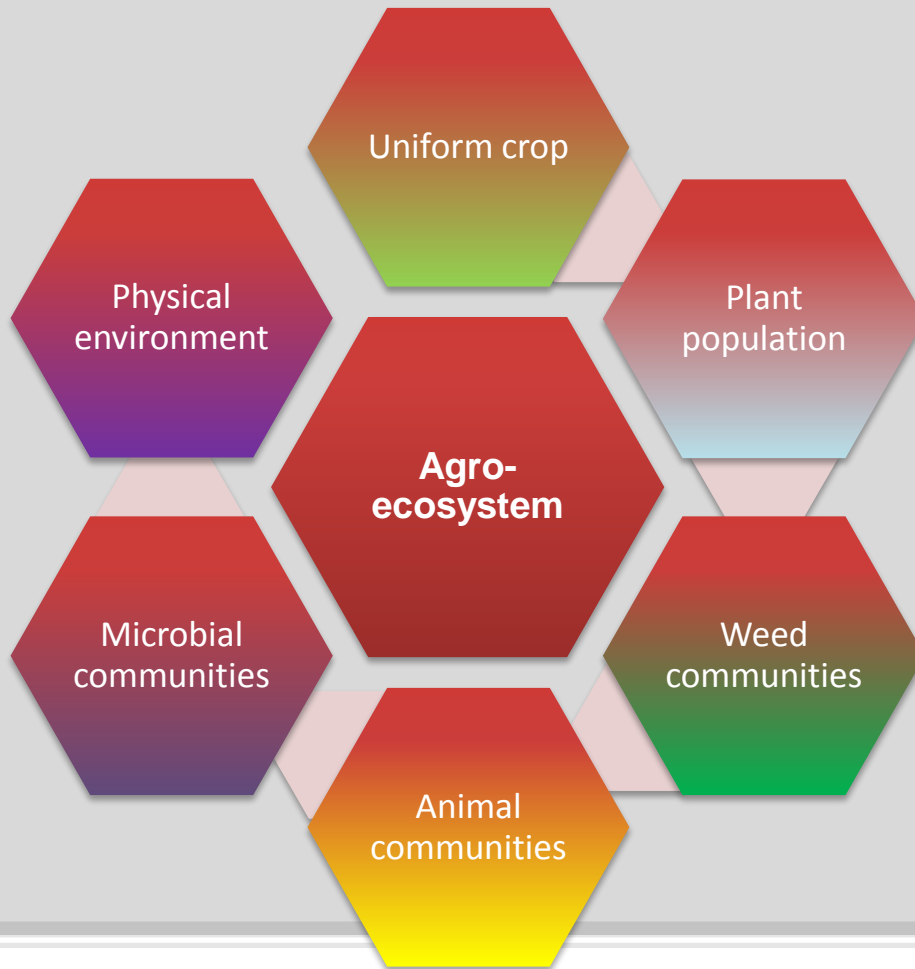 Uniform crop
Plant
population
Weed
communities
Animal
communities
Microbial
communities
Physical
environment
Agro-
ecosystem